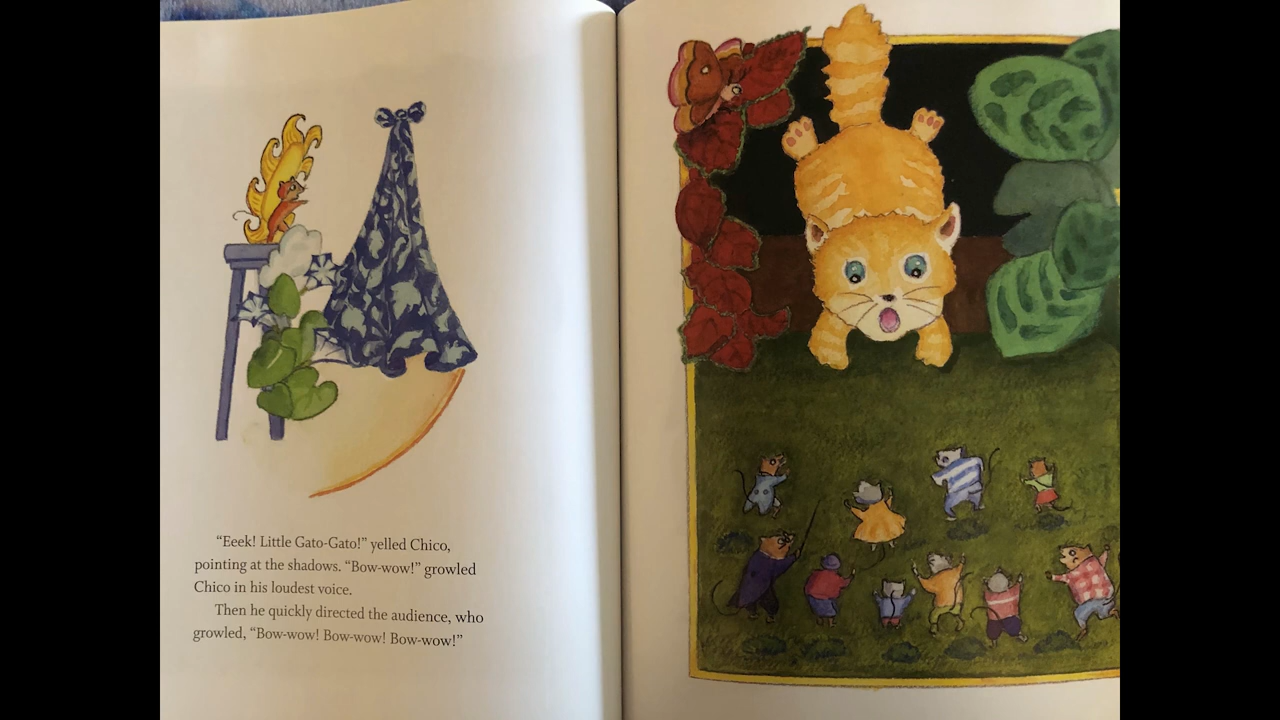 “Eeek! Little Gato-Gato!” yelled Chico,
pointing at the shadows. “Bow-wow!” growled
Chico in his loudest voice.
Then he quickly directed the audience, who
growled, “Bow-wow! Bow-wow! Bow-wow!”